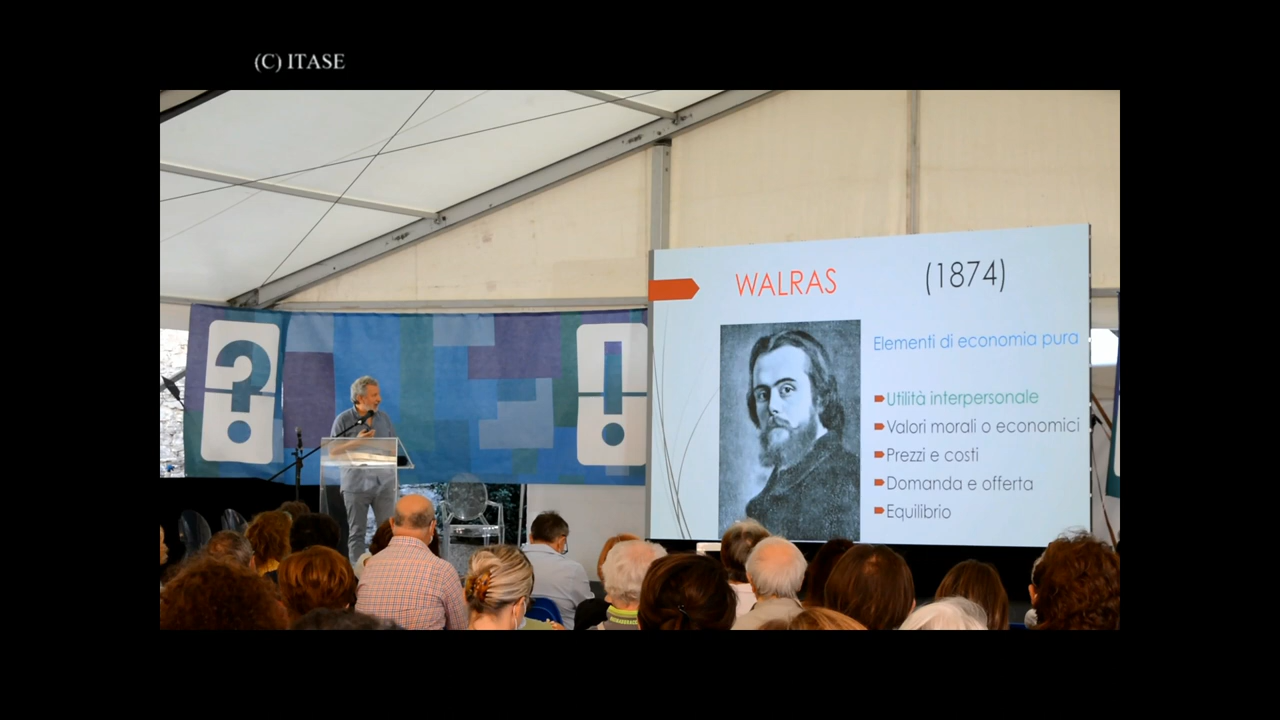 (C) ITASE
WALRAS (1874)
Elementi di economia pura
Utilità interpersonale
Valori morali o economici
Prezzi e costi
Domanda e offerta
Equilibrio
?
!